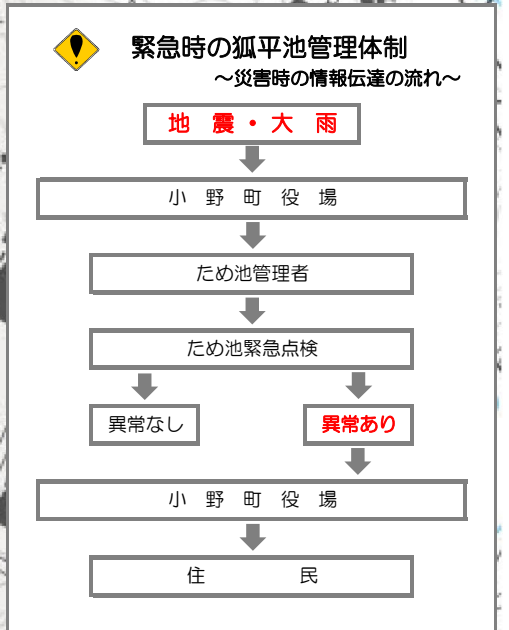 緊急時の狐平池管理体制
～災害時の情報伝達の流れ～
地 震・大 雨
小 野 町 役 場
ため池管理者
ため池緊急点検
異常なし 異常あり
小 野 町 役 場
住 民